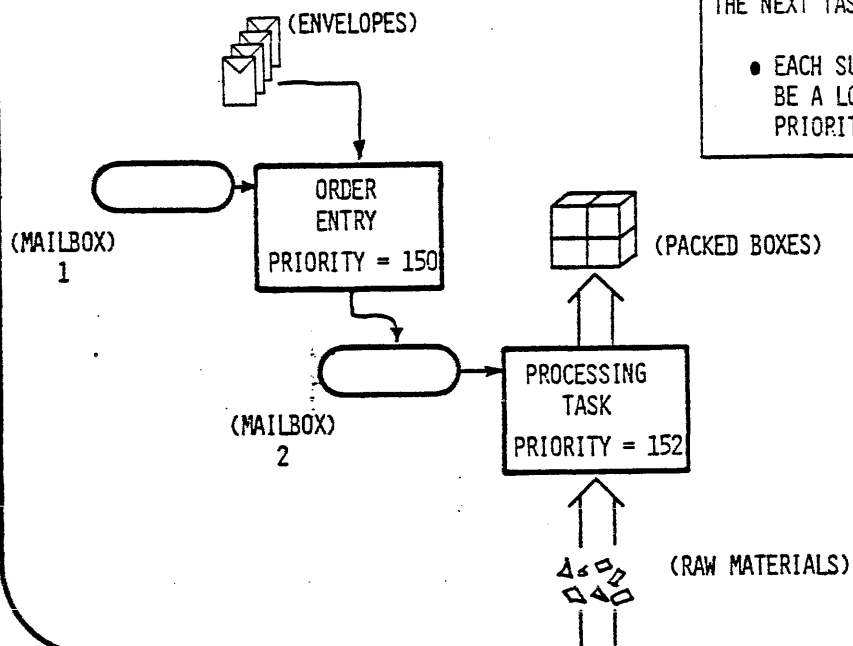 (ENVELOPES)
THE NEXT TAS
• EACH SU
BE A LO
PRIORIT
ORDER
ENTRY
PRIORITY = 150
(MAILBOX)
1
(PACKED BOXES)
PROCESSING
TASK
PRIORITY = 152
(MAILBOX)
2
(RAW MATERIALS)